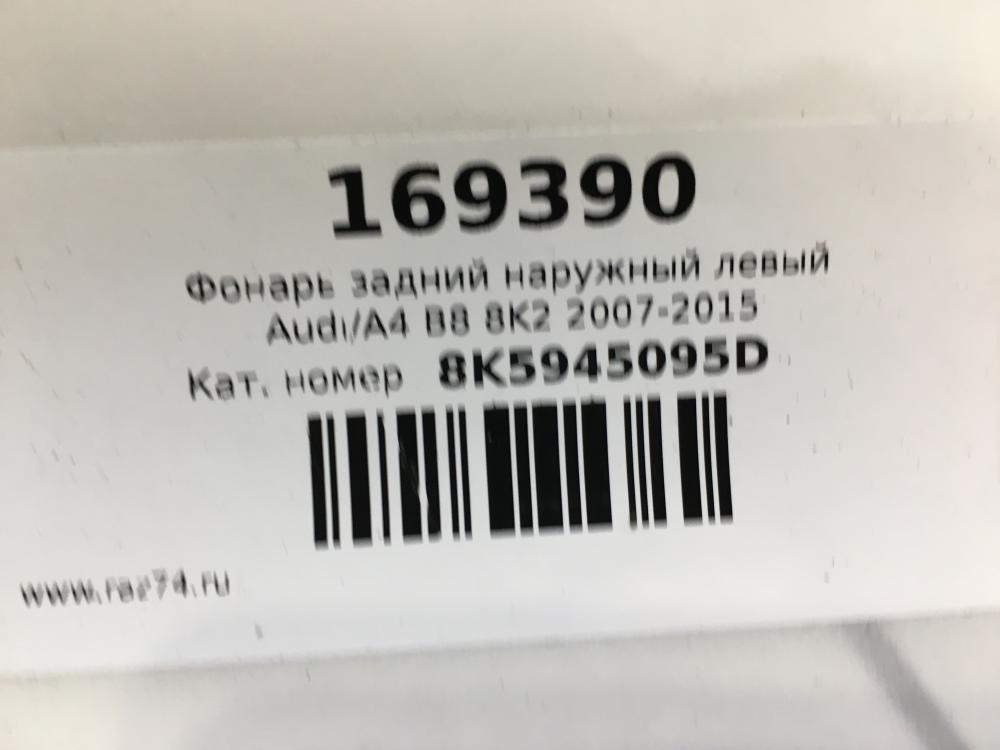 169390
Фонарь задний наружный левый
Audi/A4 B8 8K2 2007-2015
Кат. номер 8K5945095D
www.raz74.ru